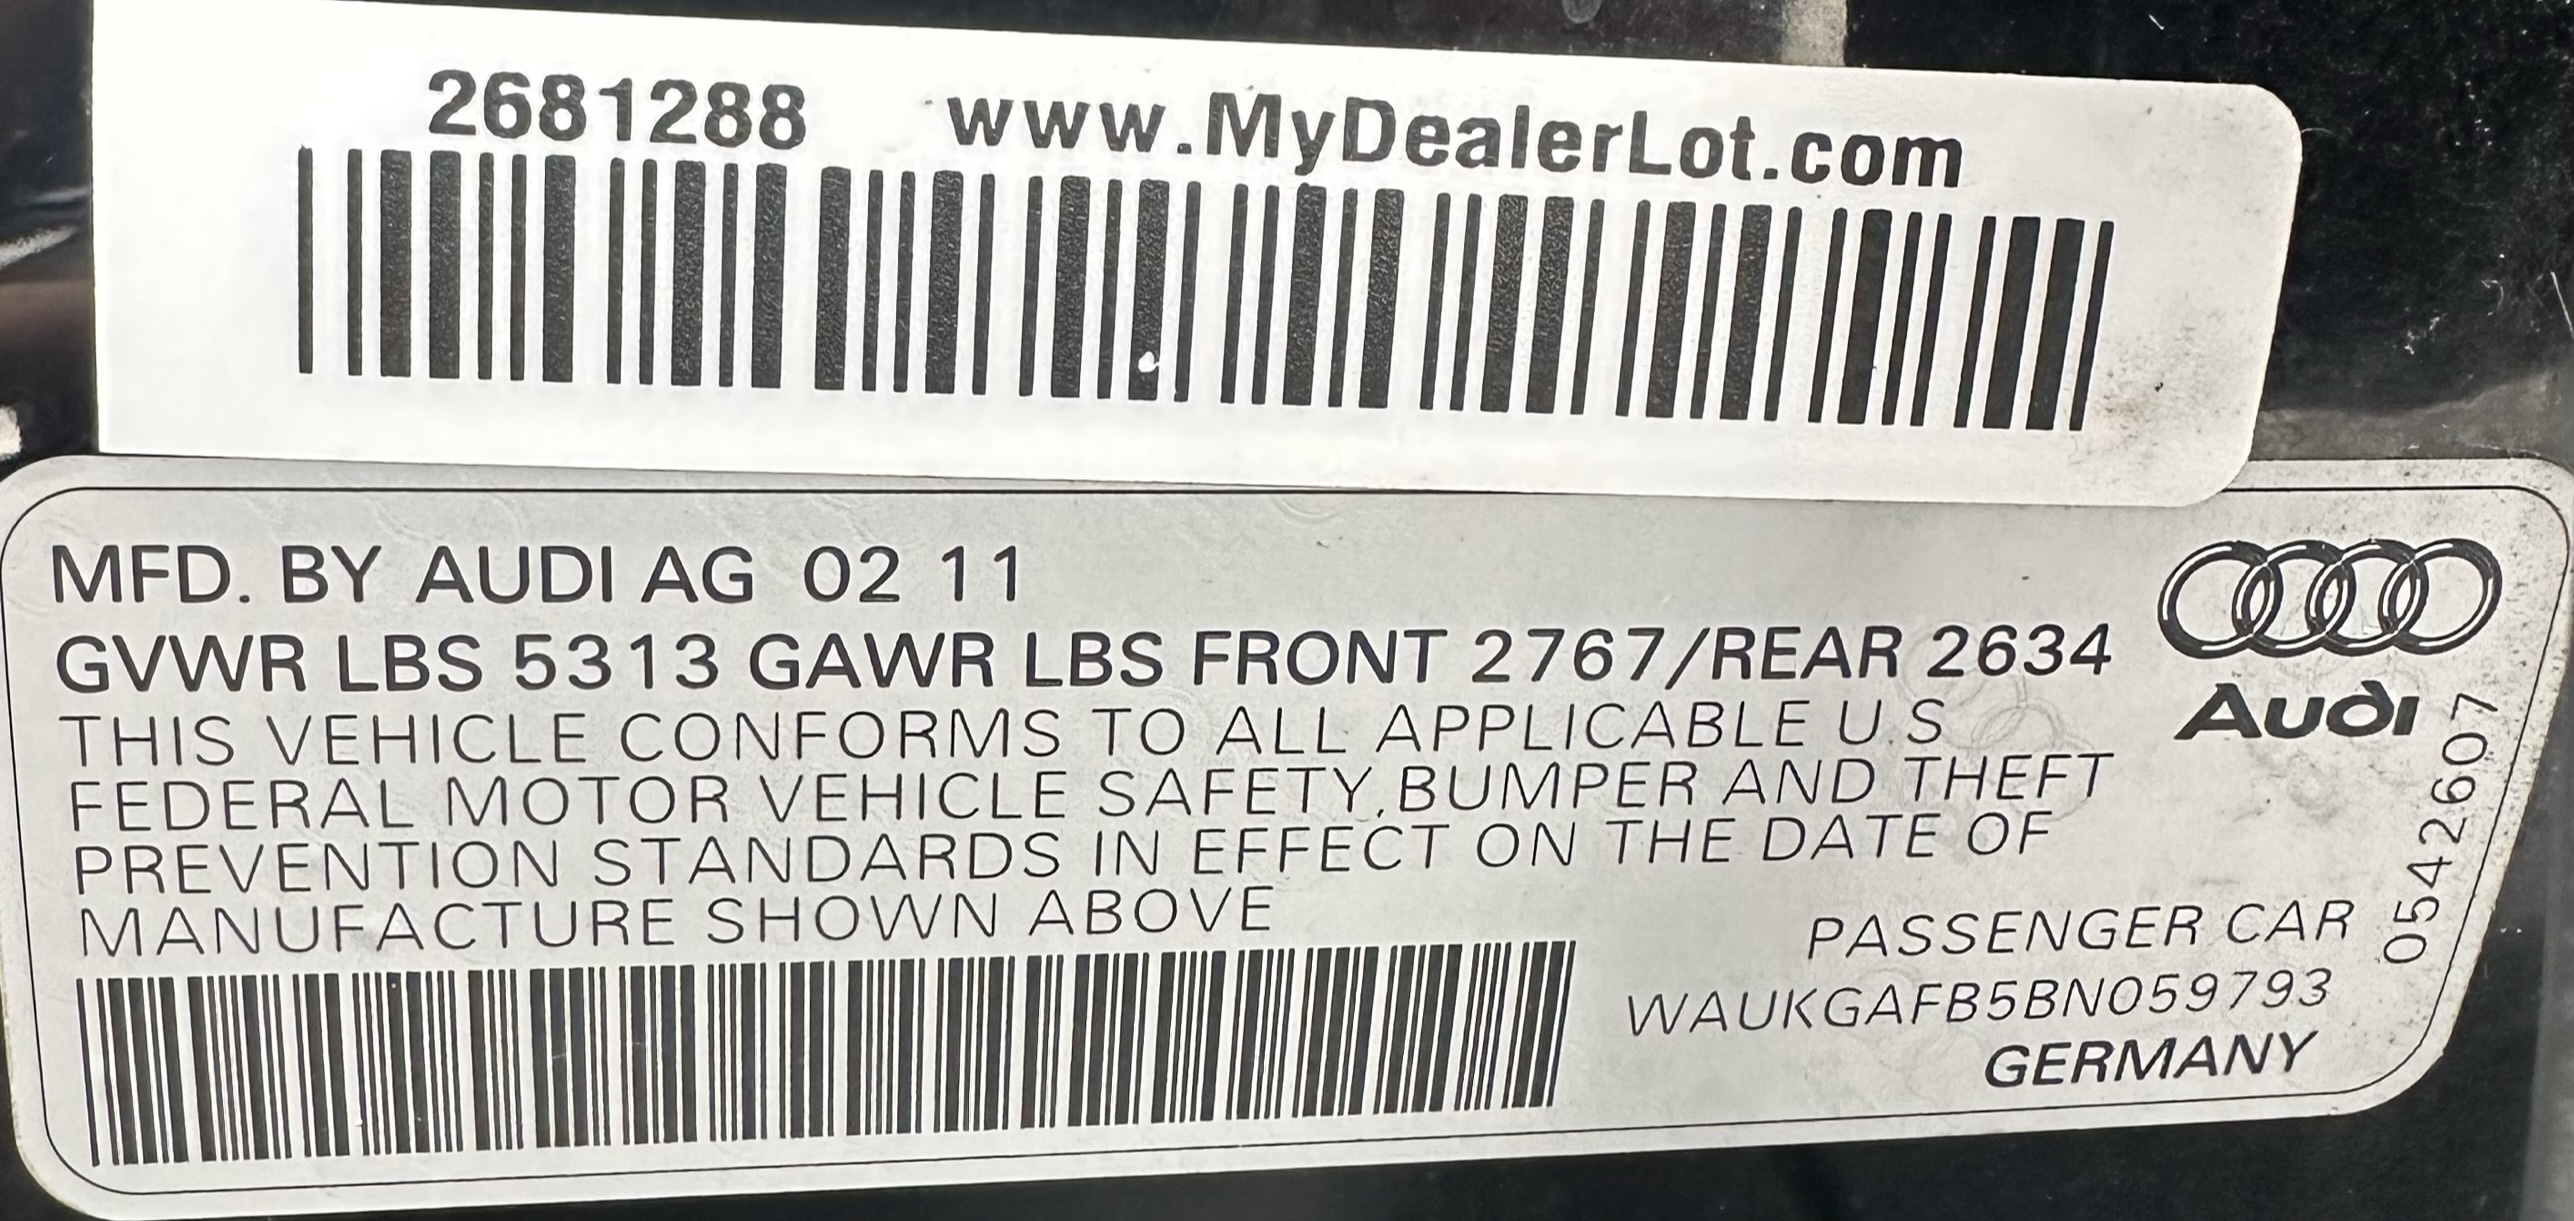 2681288 www.MyDealerLot.com
MFD. BY AUDI AG 02 11
GVWR LBS 5313 GAWR LBS FRONT 2767/REAR 2634
THIS VEHICLE CONFORMS TO ALL APPLICABLE U.S
FEDERAL MOTOR VEHICLE SAFETY,BUMPER AND THEFT
PREVENTION STANDARDS IN EFFECT ON THE DATE OF
MANUFACTURE SHOWN ABOVE
Audi
0542607
PASSENGER CAR
WAUKGAFB5BN059793
GERMANY